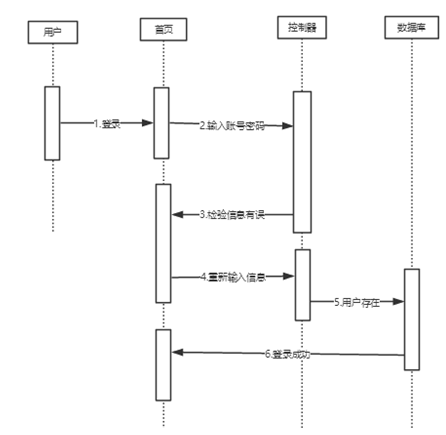 用户
首页
控制器
数据库
1.登录
2.输入账号密码
3.检验信息有误
4.重新输入信息
5.用户存在
6.登录成功